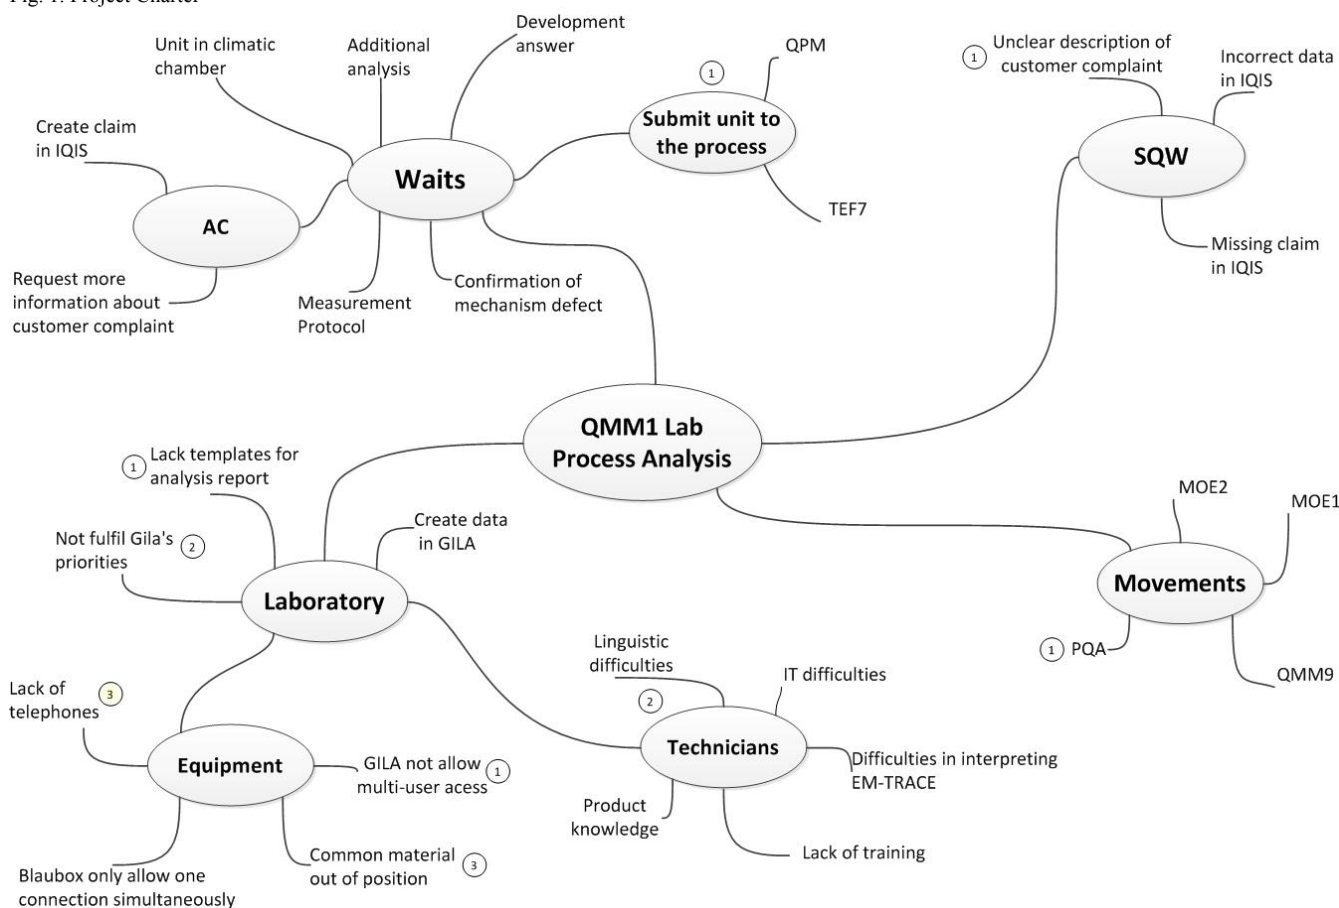 Fig. 1. Project Charter
Unit in climatic
chamber
Additional
analysis
Development
answer
Create claim
in IQIS
Waits
AC
Request more
information about
customer complaint
Measurement
Protocol
Confirmation of
mechanism defect
1
Submit unit to
the process
QPM
TEF7
1
Unclear description of
customer complaint
Incorrect data
in IQIS
SQW
Missing claim
in IQIS
QMM1 Lab
Process Analysis
1
Lack templates for
analysis report
Not fulfil Gila's
priorities
2
Create data
in GILA
Laboratory
MOE2
MOE1
Movements
1
PQA
QMM9
Lack of
telephones
3
Equipment
GILA not allow
multi-user acess
1
Blaubox only allow one
connection simultaneously
Common material
out of position
3
Linguistic
difficulties
2
IT difficulties
Technicians
Difficulties in interpreting
EM-TRACE
Product
knowledge
Lack of training